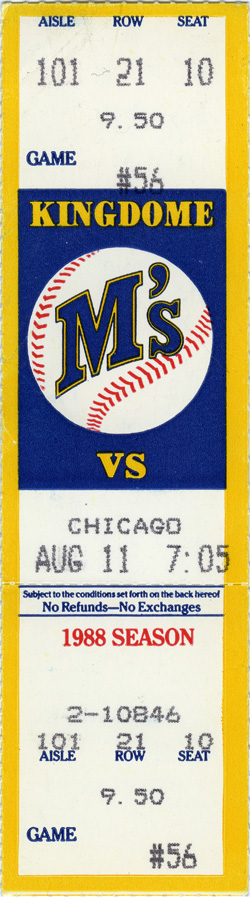 AISLE ROW SEAT
101 21 10
9.50
GAME
#56
KINGDOME
M's
VS
CHICAGO
AUG 11 7:05
Subject to the conditions set forth on the back hereof
No Refunds—No Exchanges
1988 SEASON
2-10846
101 21 10
AISLE ROW SEAT
9.50
GAME
#56